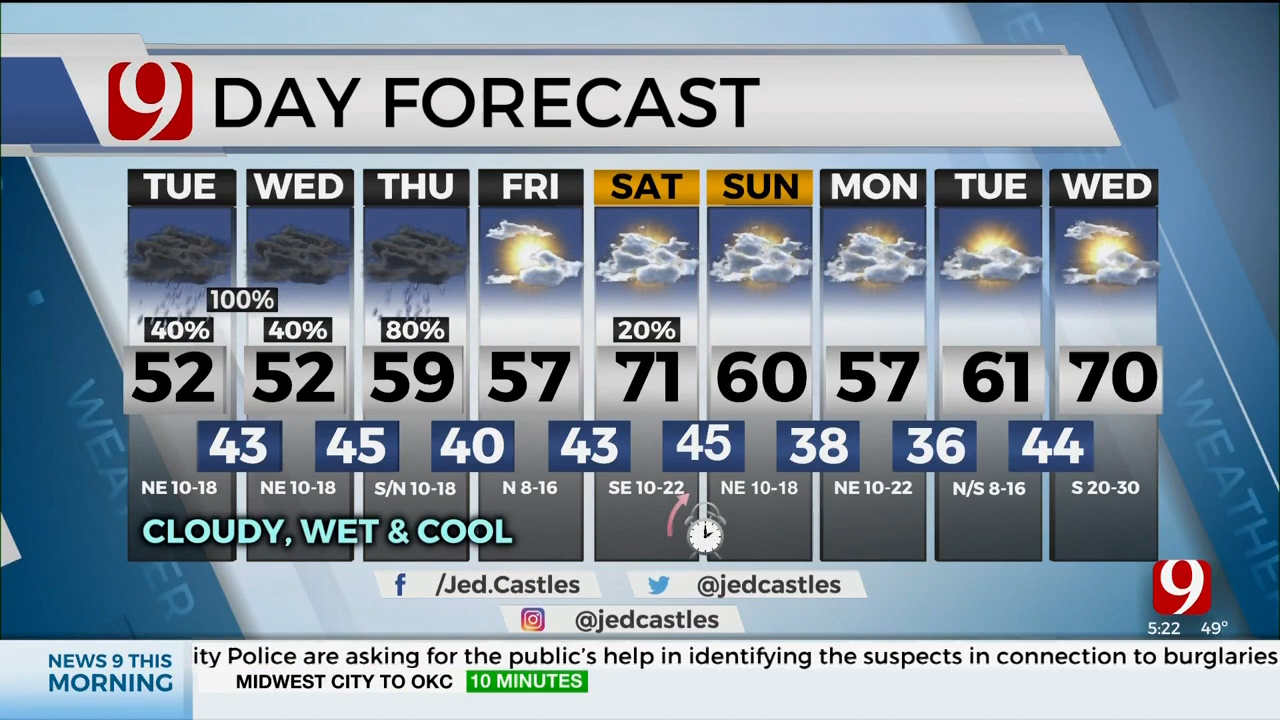 9 DAY FORECAST
TUE WED THU FRI SAT SUN MON TUE WED
100%
40% 40% 80% 20%
52 52 59 57 71 60 57 61 70
43 45 40 43 45 38 36 44
NE 10-18 NE 10-18 S/N 10-18 N 8-16 SE 10-22 NE 10-18 NE 10-22 N/S 8-16 S 20-30
CLOUDY, WET & COOL
f /Jed.Castles @jedcastles
@jedcastles
9
5:22 49°
NEWS 9 THIS
MORNING
ity Police are asking for the public's help in identifying the suspects in connection to burglaries
MIDWEST CITY TO OKC 10 MINUTES